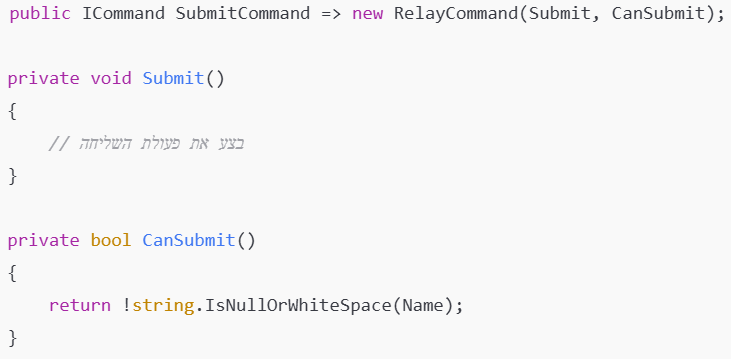 public ICommand SubmitCommand => new RelayCommand(Submit, CanSubmit);
private void Submit()
{
// בצע את פעולת השליחה
}
private bool CanSubmit()
{
return !string.IsNullOrWhiteSpace(Name);
}